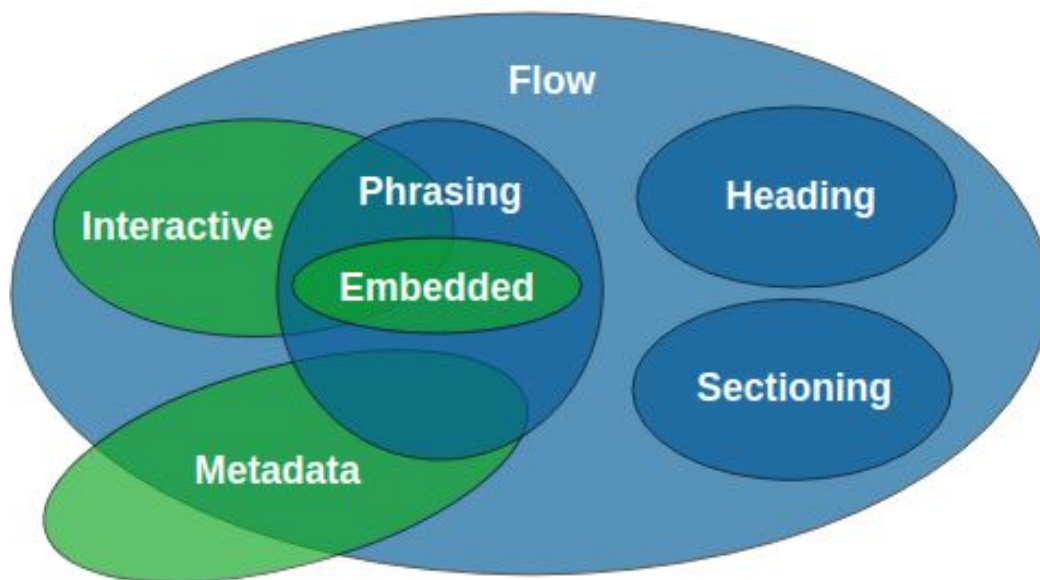 Flow
Phrasing
Heading
Interactive
Embedded
Sectioning
Metadata